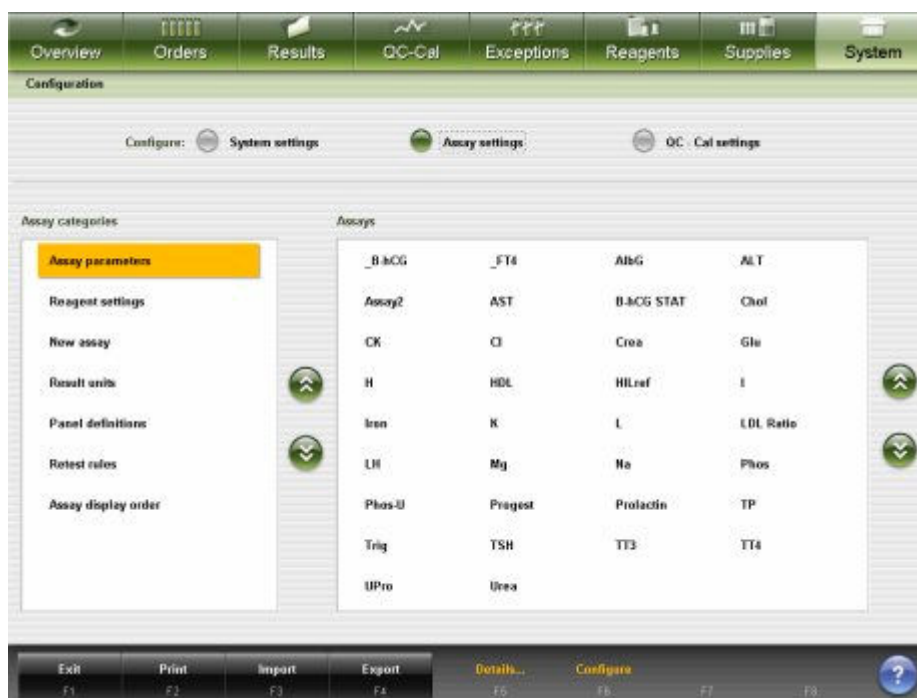 Overview Orders Results QC-Cal Exceptions Reagents Supplies System
Configuration
Configure: System settings Assay settings QC - Cal settings
Assay categories Assays
Assay parameters _B-hCG _FT4 AlbG ALT
Reagent settings Assay2 AST B-hCG STAT Chol
New assay CK Cl Crea Glu
Result units H HDL HILref I
Panel definitions Iron K L LDL Ratio
Retest rules LH Mg Na Phos
Assay display order Phos-U Progest Prolactin TP
Trig TSH TT3 TT4
UPro Urea
Exit Print Import Export Details... Configure ?
F1 F2 F3 F4 F5 F6 F7 F8